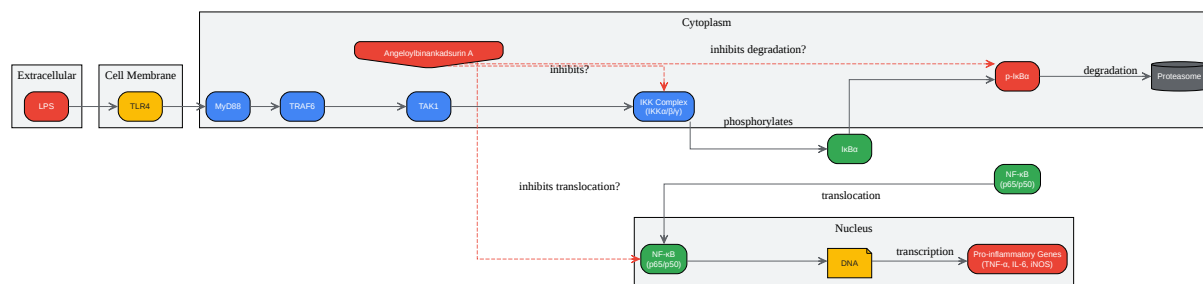 Cytoplasm
Angeloylbinankadsurin A
inhibits degradation?
inhibits?
Extracellular
Cell Membrane
p-IκBα
degradation
Proteasome
LPS
TLR4
MyD88
TRAF6
TAK1
IKK Complex
(IKKα/β/γ)
phosphorylates
IκBα
NF-κB
(p65/p50)
inhibits translocation?
translocation
Nucleus
NF-κB
(p65/p50)
DNA
transcription
Pro-inflammatory Genes
(TNF-α, IL-6, iNOS)